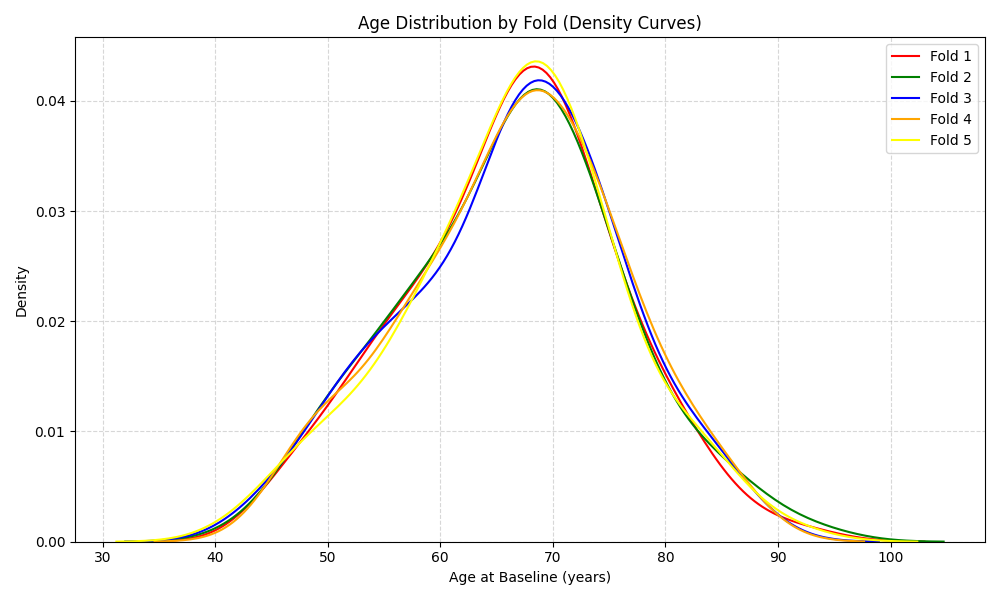 Age Distribution by Fold (Density Curves)
Fold 1
Fold 2
Fold 3
Fold 4
Fold 5
Density
0.04
0.03
0.02
0.01
0.00
30 40 50 60 70 80 90 100
Age at Baseline (years)